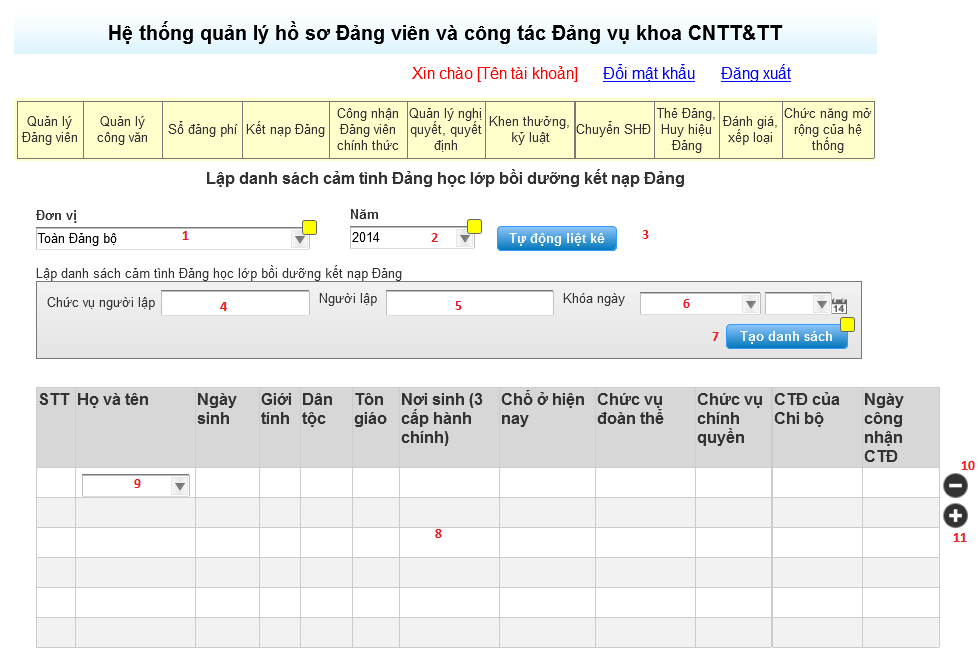 Hệ thống quản lý hồ sơ Đảng viên và công tác Đảng vụ khoa CNTT&TT
Xin chào [Tên tài khoản] Đổi mật khẩu Đăng xuất
Quản lý Đảng viên
Quản lý công văn
Sổ đăng phí
Kết nạp Đảng
Công nhận Đảng viên chính thức
Quản lý nghị quyết, quyết định
Khen thưởng, kỹ luật
Chuyển SHĐ
Thẻ Đảng, Huy hiệu Đảng
Đánh giá, xếp loại
Chức năng mở rộng của hệ thống
Lập danh sách cảm tình Đảng học lớp bồi dưỡng kết nạp Đảng
Đơn vị
Năm
Toàn Đảng bộ 1
2014 2
Tự động liệt kê 3
Lập danh sách cảm tình Đảng học lớp bồi dưỡng kết nạp Đảng
Chức vụ người lập 4 Người lập 5 Khóa ngày 6 14
7 Tạo danh sách
STT
Họ và tên
Ngày sinh
Giới tính
Dân tộc
Tôn giáo
Nơi sinh (3 cấp hành chính)
Chỗ ở hiện nay
Chức vụ đoàn thể
Chức vụ chính quyền
CTĐ của Chi bộ
Ngày công nhận CTĐ
10
9
8
11